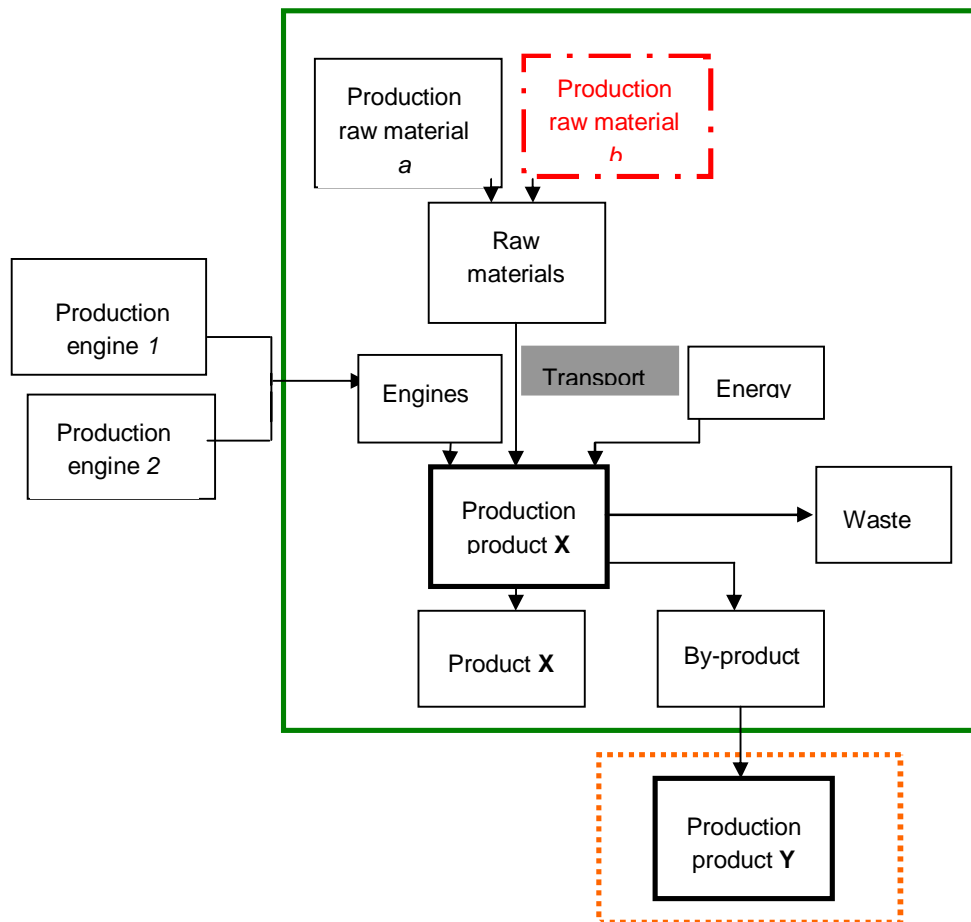 Production
raw material
a
Production
raw material
b
Raw
materials
Production
engine 1
Production
engine 2
Engines
Transport
Energy
Production
product X
Waste
Product X
By-product
Production
product Y